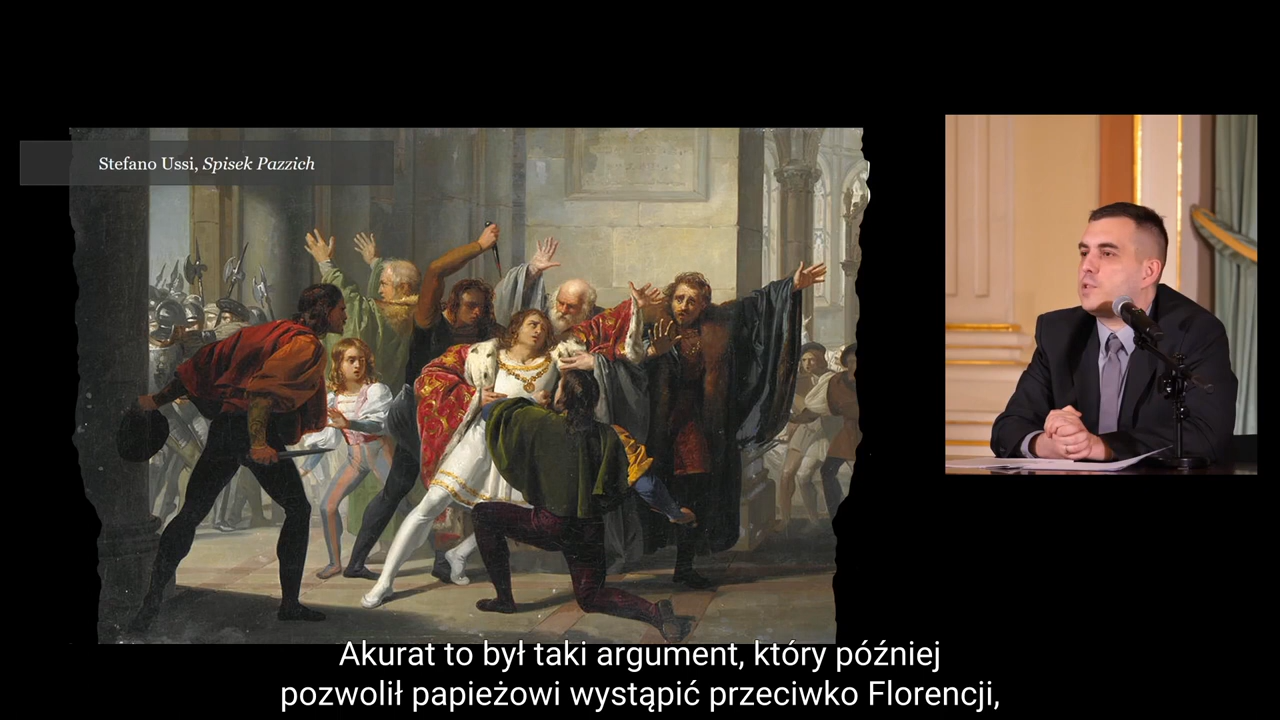 Stefano Ussi, Spisek Pazzich
Akurat to był taki argument, który później
pozwolił papieżowi wystąpić przeciwko Florencji,